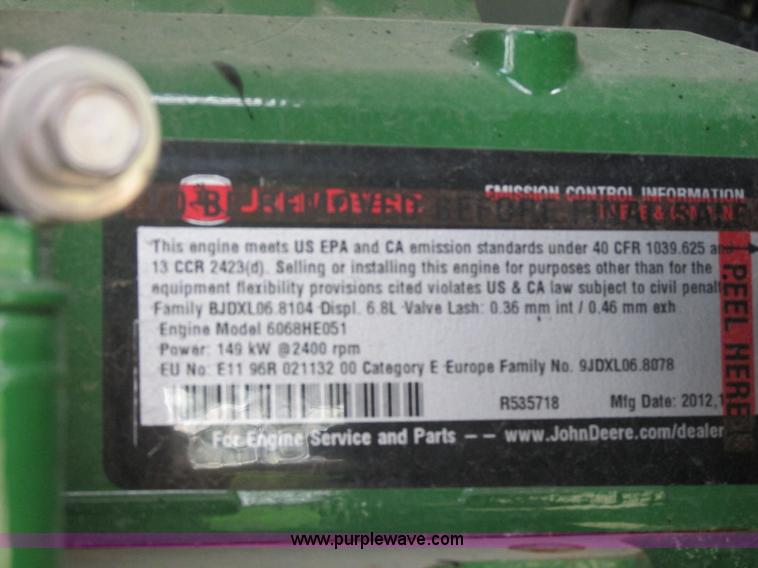 EMISSION CONTROL INFORMATION
This engine meets US EPA and CA emission standards under 40 CFR 1039.625
13 CCR 2423(d). Selling or installing this engine for purposes other than for the
equipment flexibility provisions cited violates US & CA law subject to civil
Family BJDXL06.8104 Displ. 6.8L Valve Lash: 0.36 mm int / 0.46 mm exh
Engine Model 6068HE051
Power: 149 kW @2400 rpm
EU No: E11 96R 021132 00 Category E Europe Family No. 9JDXL06.8078
R535718 Mfg Date: 2012,1
For Engine Service and Parts -- www.JohnDeere.com/dealer
PEEL HERE
www.purplewave.com